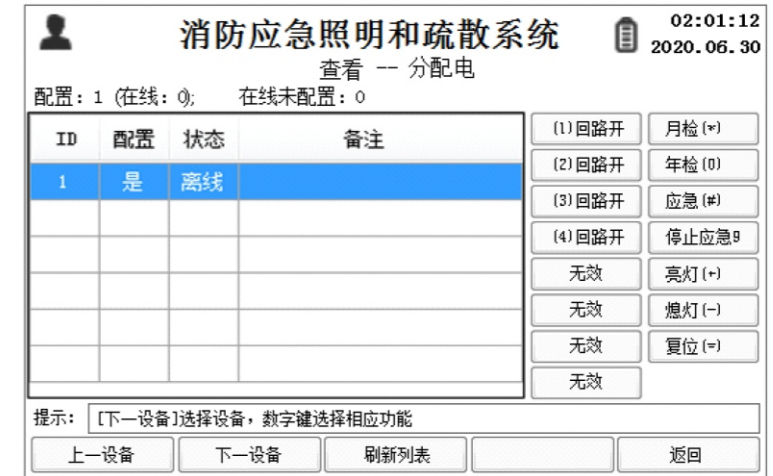 消防应急照明和疏散系统
02:01:12
2020.06.30
查看 -- 分配电
配置: 1 (在线: 0);    在线未配置: 0
ID 配置 状态 备注
1 是 离线
(1)回路开 月检(*)
(2)回路开 年检(0)
(3)回路开 应急(#)
(4)回路开 停止应急9
无效 亮灯(+)
无效 熄灯(-)
无效 复位(=)
无效
提示: [下一设备]选择设备，数字键选择相应功能
上一设备 下一设备 刷新列表 返回